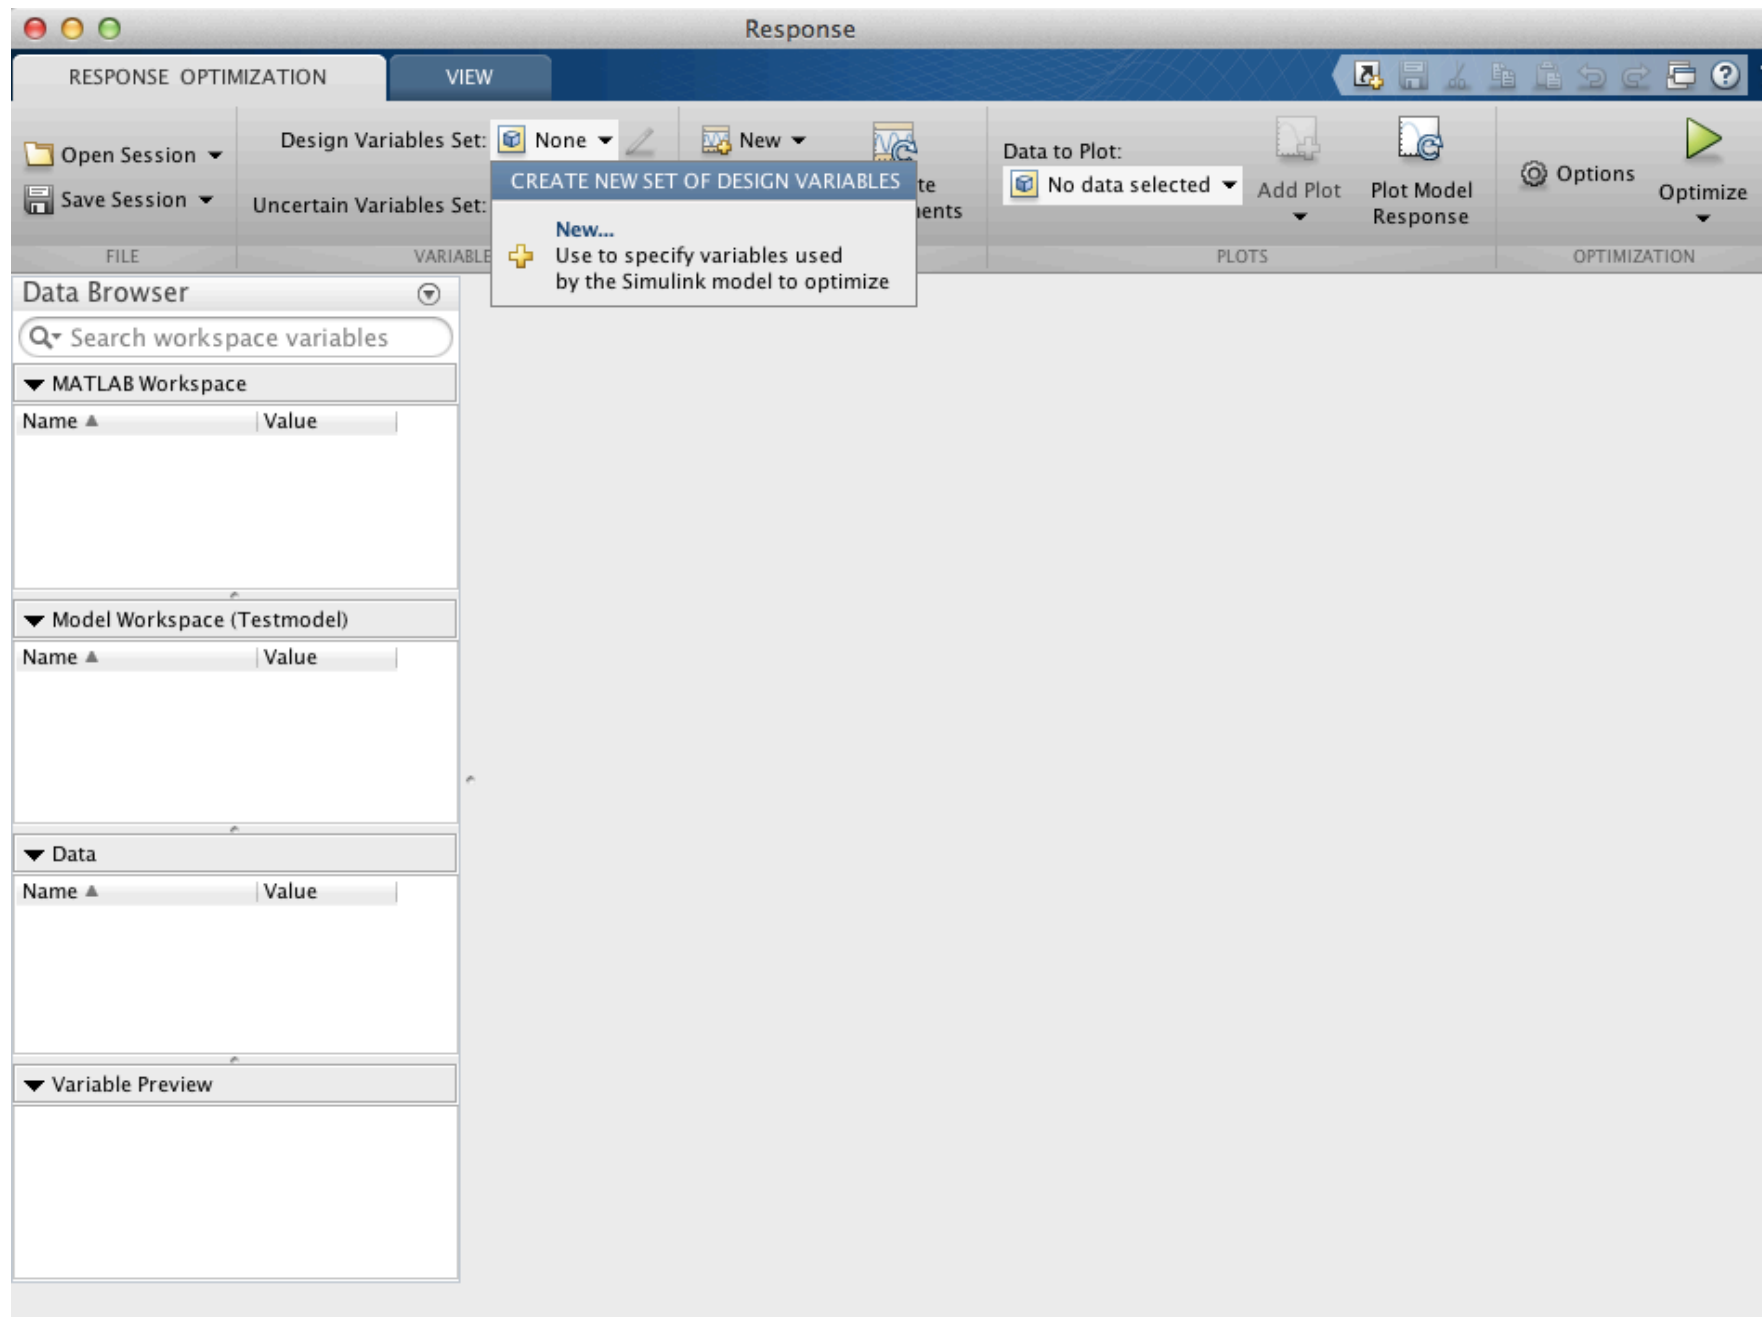 Response
RESPONSE OPTIMIZATION
VIEW
Open Session
Save Session
FILE
Design Variables Set:
None
Uncertain Variables Set:
New
CREATE NEW SET OF DESIGN VARIABLES
New...
Use to specify variables used
by the Simulink model to optimize
Data to Plot:
No data selected
Add Plot
Plot Model
Response
PLOTS
Options
Optimize
OPTIMIZATION
Data Browser
Search workspace variables
MATLAB Workspace
Name Value
Model Workspace (Testmodel)
Name Value
Data
Name Value
Variable Preview